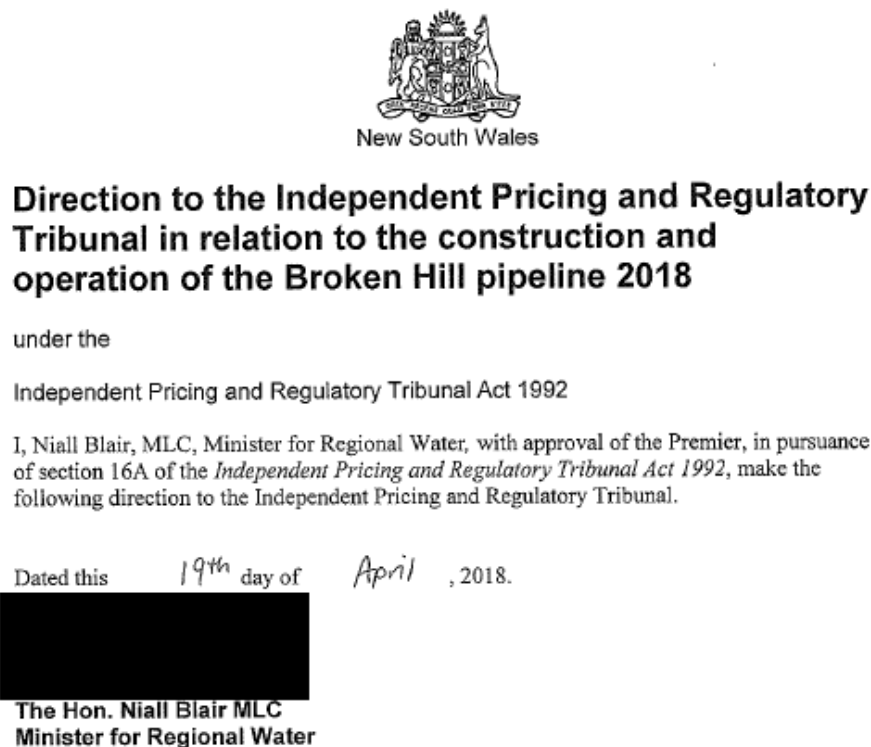 New South Wales
Direction to the Independent Pricing and Regulatory
Tribunal in relation to the construction and
operation of the Broken Hill pipeline 2018
under the
Independent Pricing and Regulatory Tribunal Act 1992
I, Niall Blair, MLC, Minister for Regional Water, with approval of the Premier, in pursuance
of section 16A of the Independent Pricing and Regulatory Tribunal Act 1992, make the
following direction to the Independent Pricing and Regulatory Tribunal.
Dated this 19th day of April , 2018.
The Hon. Niall Blair MLC
Minister for Regional Water